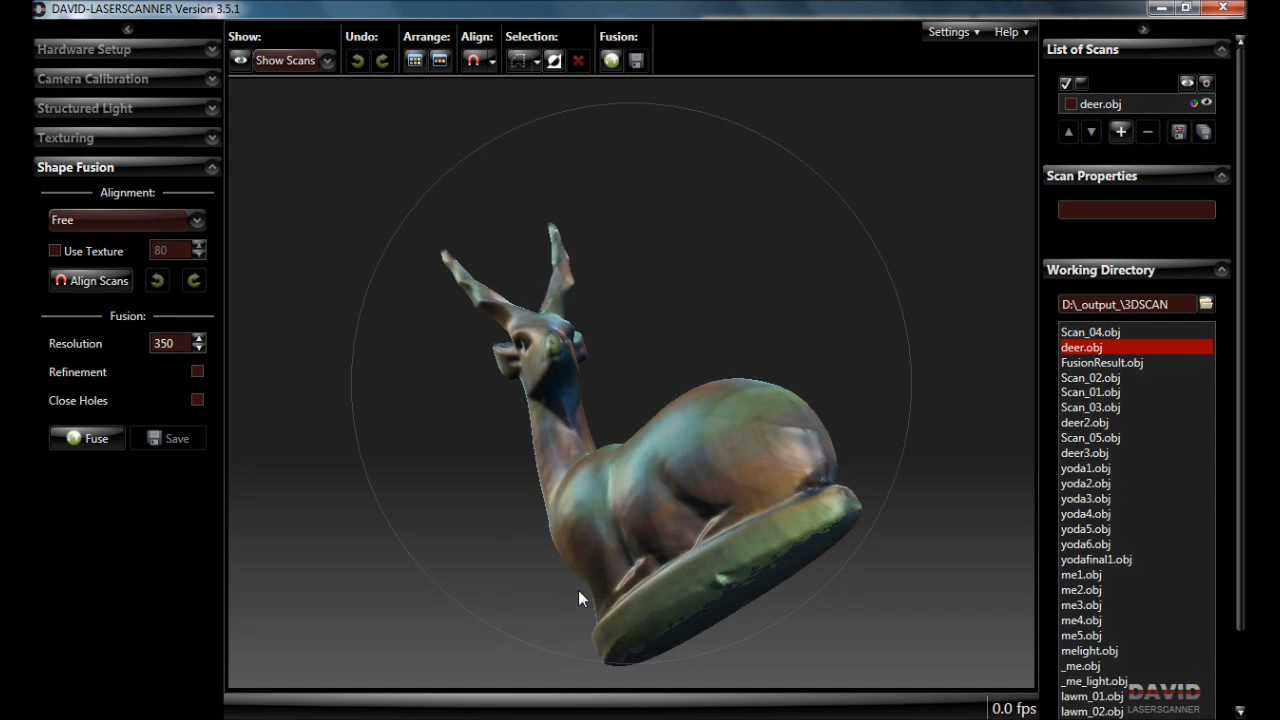 DAVID-LASERSCANNER Version 3.5.1
Hardware Setup
Camera Calibration
Structured Light
Texturing
Shape Fusion
Alignment:
Free
Use Texture 80
Align Scans
Fusion:
Resolution 350
Refinement
Close Holes
Fuse Save
Show: Undo: Arrange: Align: Selection: Fusion:
Show Scans
Settings Help
0.0 fps
List of Scans
deer.obj
Scan Properties
Working Directory
D:\_output_\3DSCAN
Scan_04.obj
deer.obj
FusionResult.obj
Scan_02.obj
Scan_01.obj
Scan_03.obj
deer2.obj
Scan_05.obj
deer3.obj
yoda1.obj
yoda2.obj
yoda3.obj
yoda4.obj
yoda5.obj
yoda6.obj
yodafinal1.obj
me1.obj
me2.obj
me3.obj
me4.obj
me5.obj
melight.obj
_me.obj
_me_light.obj
lawm_01.obj
lawm_02.obj
DAVID
LASERSCANNER